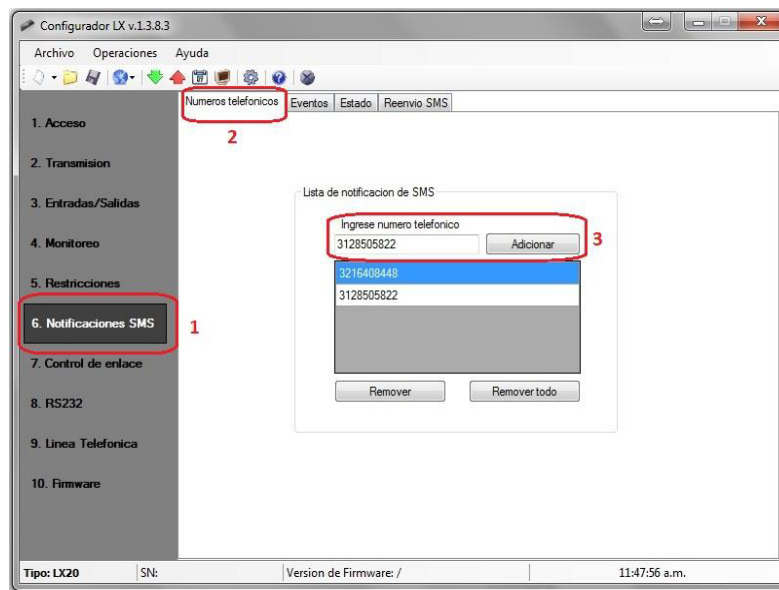 Configurador LX v.1.3.8.3
Archivo Operaciones Ayuda
Numeros telefonicos Eventos Estado Reenvio SMS
2
1. Acceso
2. Transmision
3. Entradas/Salidas
4. Monitoreo
5. Restricciones
6. Notificaciones SMS
1
7. Control de enlace
8. RS232
9. Linea Telefonica
10. Firmware
Lista de notificacion de SMS
Ingrese numero telefonico
3128505822 Adicionar
3
3216408448
3128505822
Remover Remover todo
Tipo: LX20 SN: Version de Firmware: / 11:47:56 a.m.